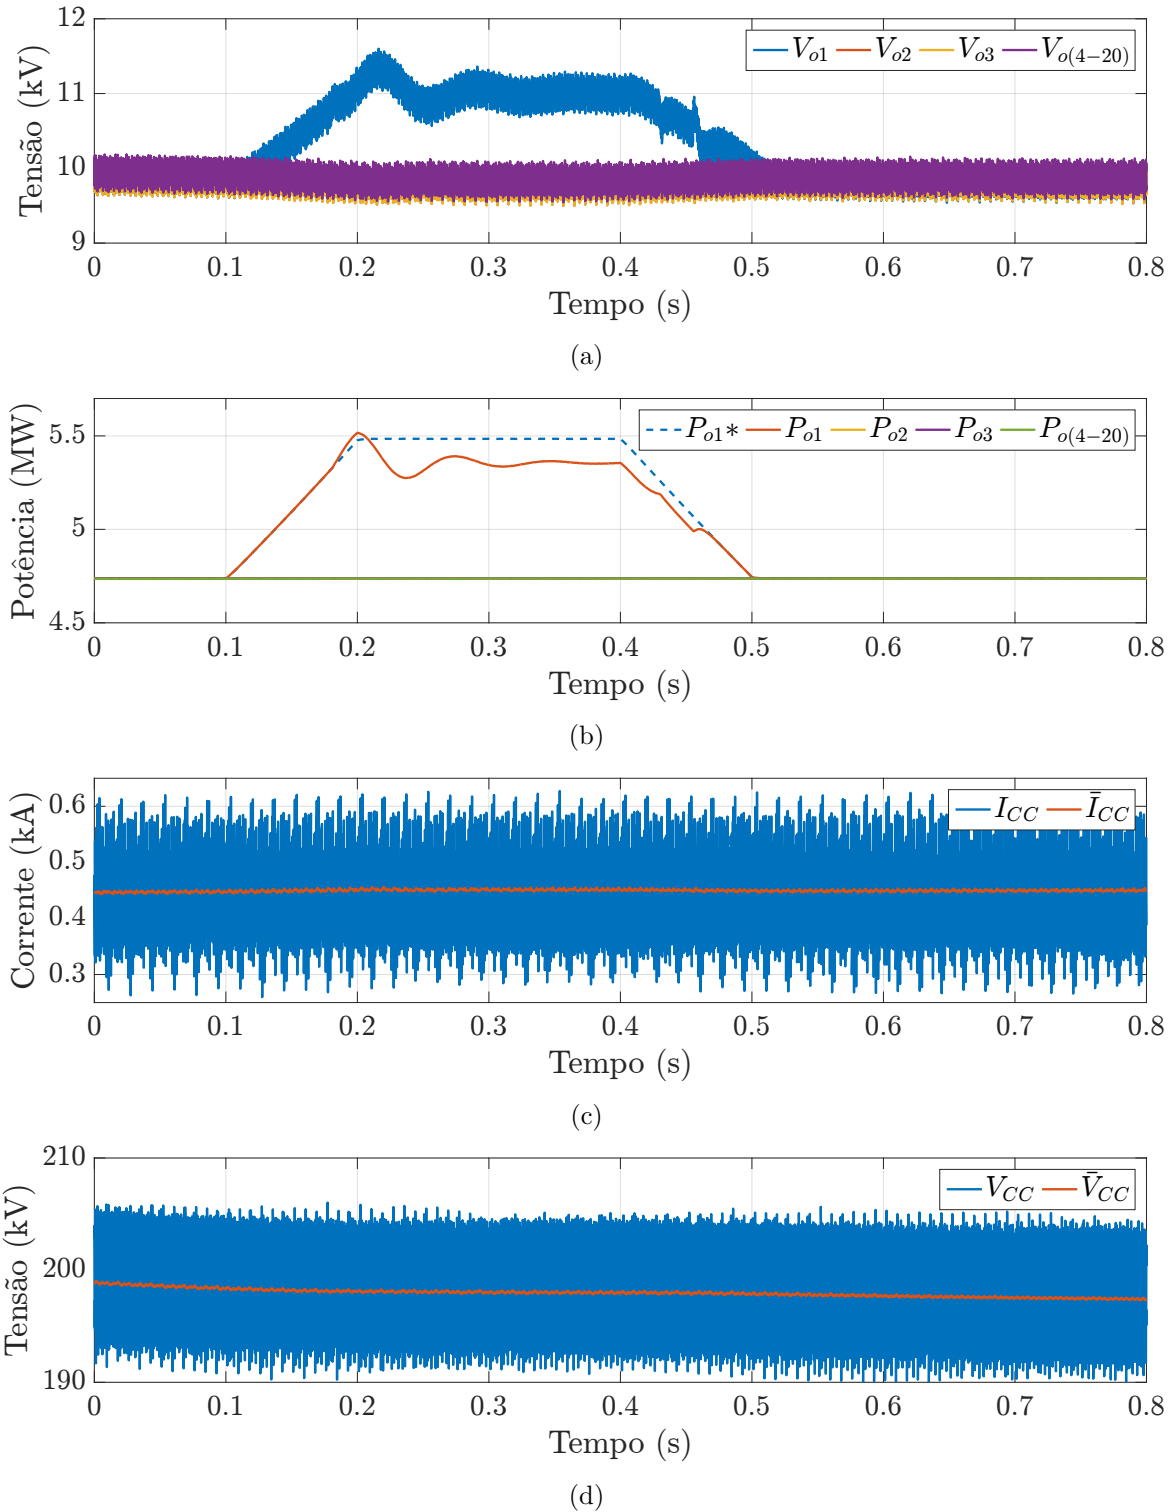 12
11
10
9
Tensão (kV)
V_{o1} V_{o2} V_{o3} V_{o(4−20)}
0 0.1 0.2 0.3 0.4 0.5 0.6 0.7 0.8
Tempo (s)
(a)
5.5
5
4.5
Potência (MW)
P_{o1}* P_{o1} P_{o2} P_{o3} P_{o(4−20)}
0 0.1 0.2 0.3 0.4 0.5 0.6 0.7 0.8
Tempo (s)
(b)
0.6
0.5
0.4
0.3
Corrente (kA)
I_{CC} Ī_{CC}
0 0.1 0.2 0.3 0.4 0.5 0.6 0.7 0.8
Tempo (s)
(c)
210
200
190
Tensão (kV)
V_{CC} V̄_{CC}
0 0.1 0.2 0.3 0.4 0.5 0.6 0.7 0.8
Tempo (s)
(d)